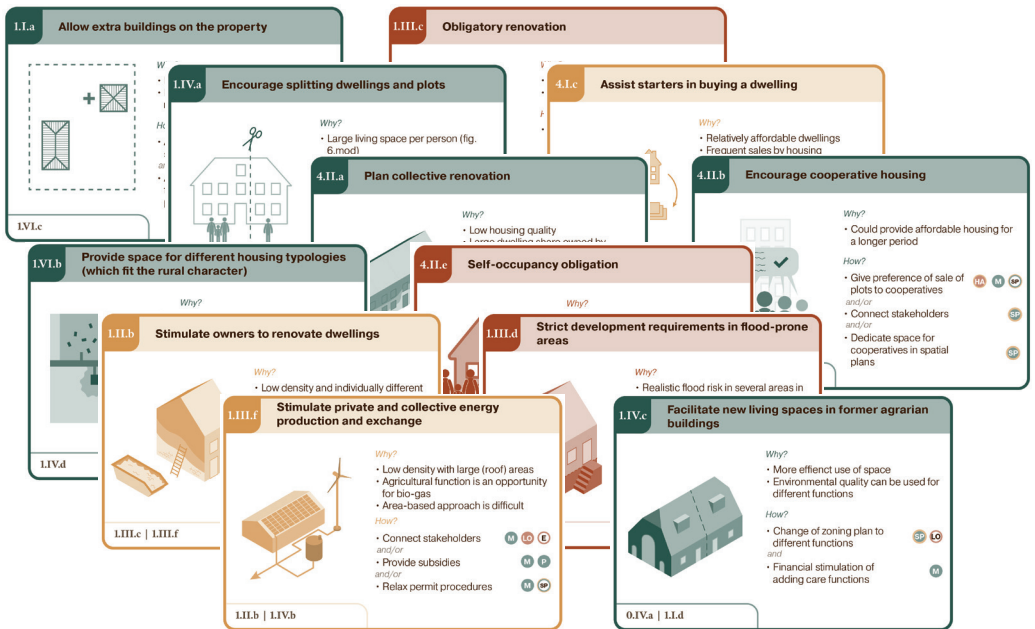 1.I.a Allow extra buildings on the property
1.VI.c
1.III.c Obligatory renovation
1.IV.a Encourage splitting dwellings and plots
Why?
• Large living space per person (fig.
6.mod)
4.I.c Assist starters in buying a dwelling
Why?
• Relatively affordable dwellings
• Frequent sales by housing
4.II.a Plan collective renovation
Why?
• Low housing quality
• Large dwelling share owned by
4.II.b Encourage cooperative housing
Why?
• Could provide affordable housing for
a longer period
How?
• Give preference of sale of
plots to cooperatives
HA M SP
and/or
• Connect stakeholders
SP
and/or
• Dedicate space for
cooperatives in spatial
plans
SP
1.VI.b Provide space for different housing typologies
(which fit the rural character)
Why?
1.IV.d
4.II.e Self-occupancy obligation
Why?
1.II.b Stimulate owners to renovate dwellings
Why?
• Low density and individually different
1.III.c | 1.III.f
1.III.d Strict development requirements in flood-prone
areas
Why?
• Realistic flood risk in several areas in
1.III.f Stimulate private and collective energy
production and exchange
Why?
• Low density with large (roof) areas
• Agricultural function is an opportunity
for bio-gas
• Area-based approach is difficult
How?
• Connect stakeholders
M LO E
and/or
• Provide subsidies
M P
and/or
• Relax permit procedures
M SP
1.II.b | 1.IV.b
1.IV.c Facilitate new living spaces in former agrarian
buildings
Why?
• More effienct use of space
• Environmental quality can be used for
different functions
How?
• Change of zoning plan to
different functions
SP LO
and
• Financial stimulation of
adding care functions
M
0.IV.a | 1.I.d